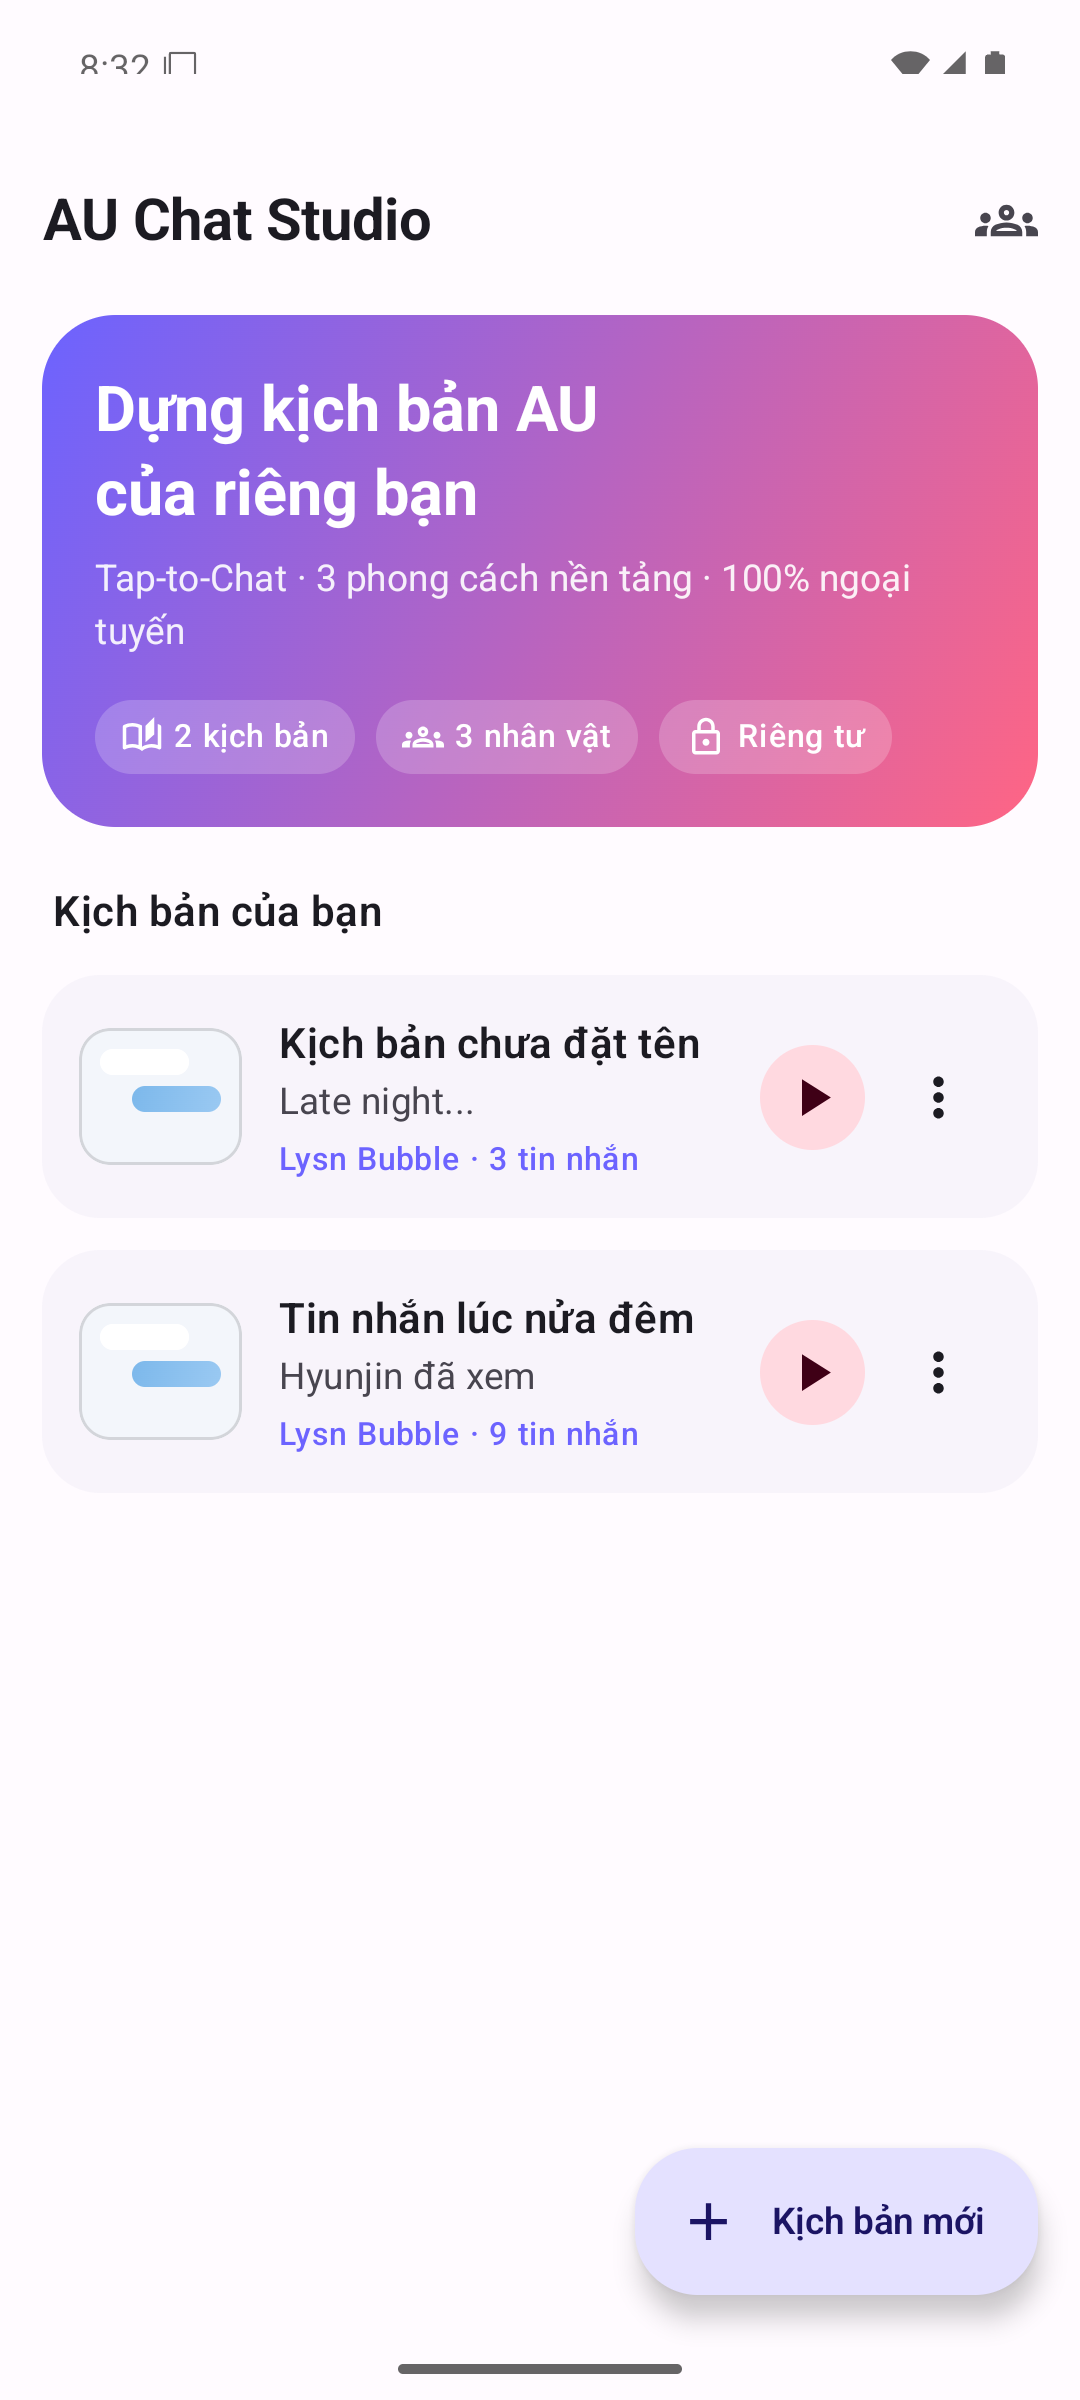 8:32
AU Chat Studio
Dựng kịch bản AU
của riêng bạn
Tap-to-Chat · 3 phong cách nền tảng · 100% ngoại
tuyến
2 kịch bản
3 nhân vật
Riêng tư
Kịch bản của bạn
Kịch bản chưa đặt tên
Late night...
Lysn Bubble · 3 tin nhắn
Tin nhắn lúc nửa đêm
Hyunjin đã xem
Lysn Bubble · 9 tin nhắn
Kịch bản mới